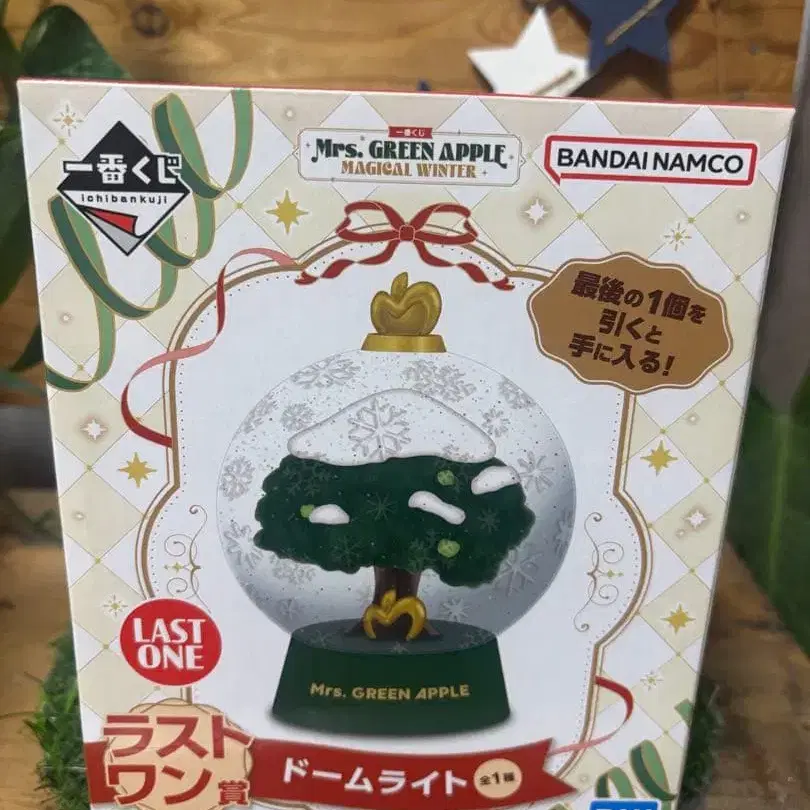 一番くじ
ichibankuji
一番くじ
Mrs. GREEN APPLE
MAGICAL WINTER
BANDAI NAMCO
最後の1個を
引くと
手に入る!
Mrs. GREEN APPLE
LAST
ONE
ラスト
ワン賞
ドームライト 全1種